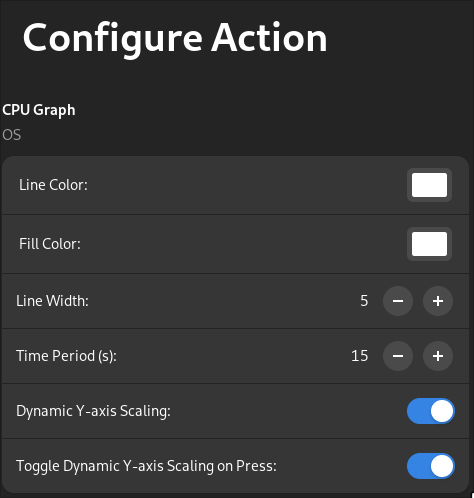 Configure Action
CPU Graph
OS
Line Color:
Fill Color:
Line Width: 5 − +
Time Period (s): 15 − +
Dynamic Y-axis Scaling:
Toggle Dynamic Y-axis Scaling on Press: